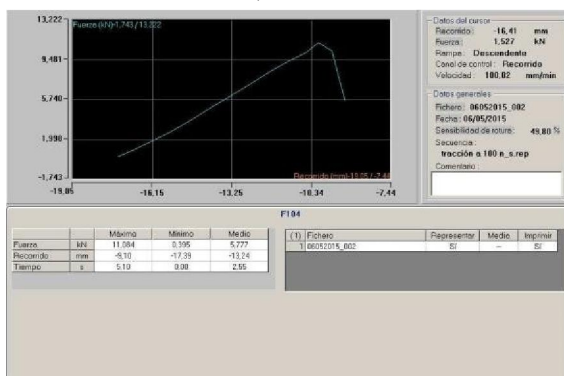 13,222
9,481
5,740
1,998
-1,743
Fuerza (kN)-1,743 / 13,222
Recorrido (mm)-19,05 / -7,44
-19,05
-16,15
-13,25
-10,34
-7,44
Datos del cursor
Recorrido: -16,41 mm
Fuerza: 1,527 kN
Rampa: Descendente
Canal de control: Recorrido
Velocidad: 100,02 mm/min
Datos generales
Fichero: 06052015_002
Fecha: 06/05/2015
Sensibilidad de rotura: 49,80 %
Secuencia:
tracción a 100 n_s.rep
Comentario:
F104
Máximo Mínimo Medio
Fuerza kN 11,084 0,395 5,777
Recorrido mm -9,10 -17,39 -13,24
Tiempo s 5,10 0,00 2,55
(1) Fichero Representar Medio Imprimir
1 06052015_002 SI -- SI